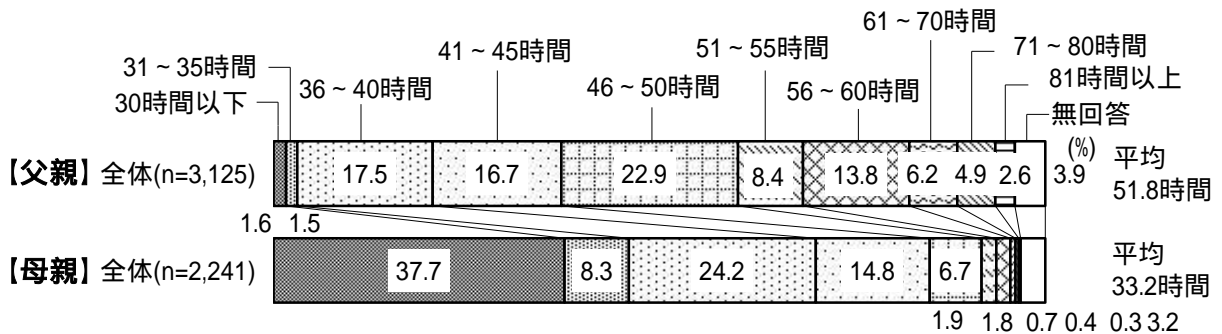 61 ~ 70時間
41 ~ 45時間
51 ~ 55時間
71 ~ 80時間
31 ~ 35時間
81時間以上
36 ~ 40時間
46 ~ 50時間
56 ~ 60時間
30時間以下
無回答
(%)
【父親】全体(n=3,125)
17.5
16.7
22.9
8.4
13.8
6.2
4.9
2.6
3.9
平均
51.8時間
1.6
1.5
【母親】全体(n=2,241)
37.7
8.3
24.2
14.8
6.7
平均
33.2時間
1.9
1.8
0.7
0.4
0.3
3.2